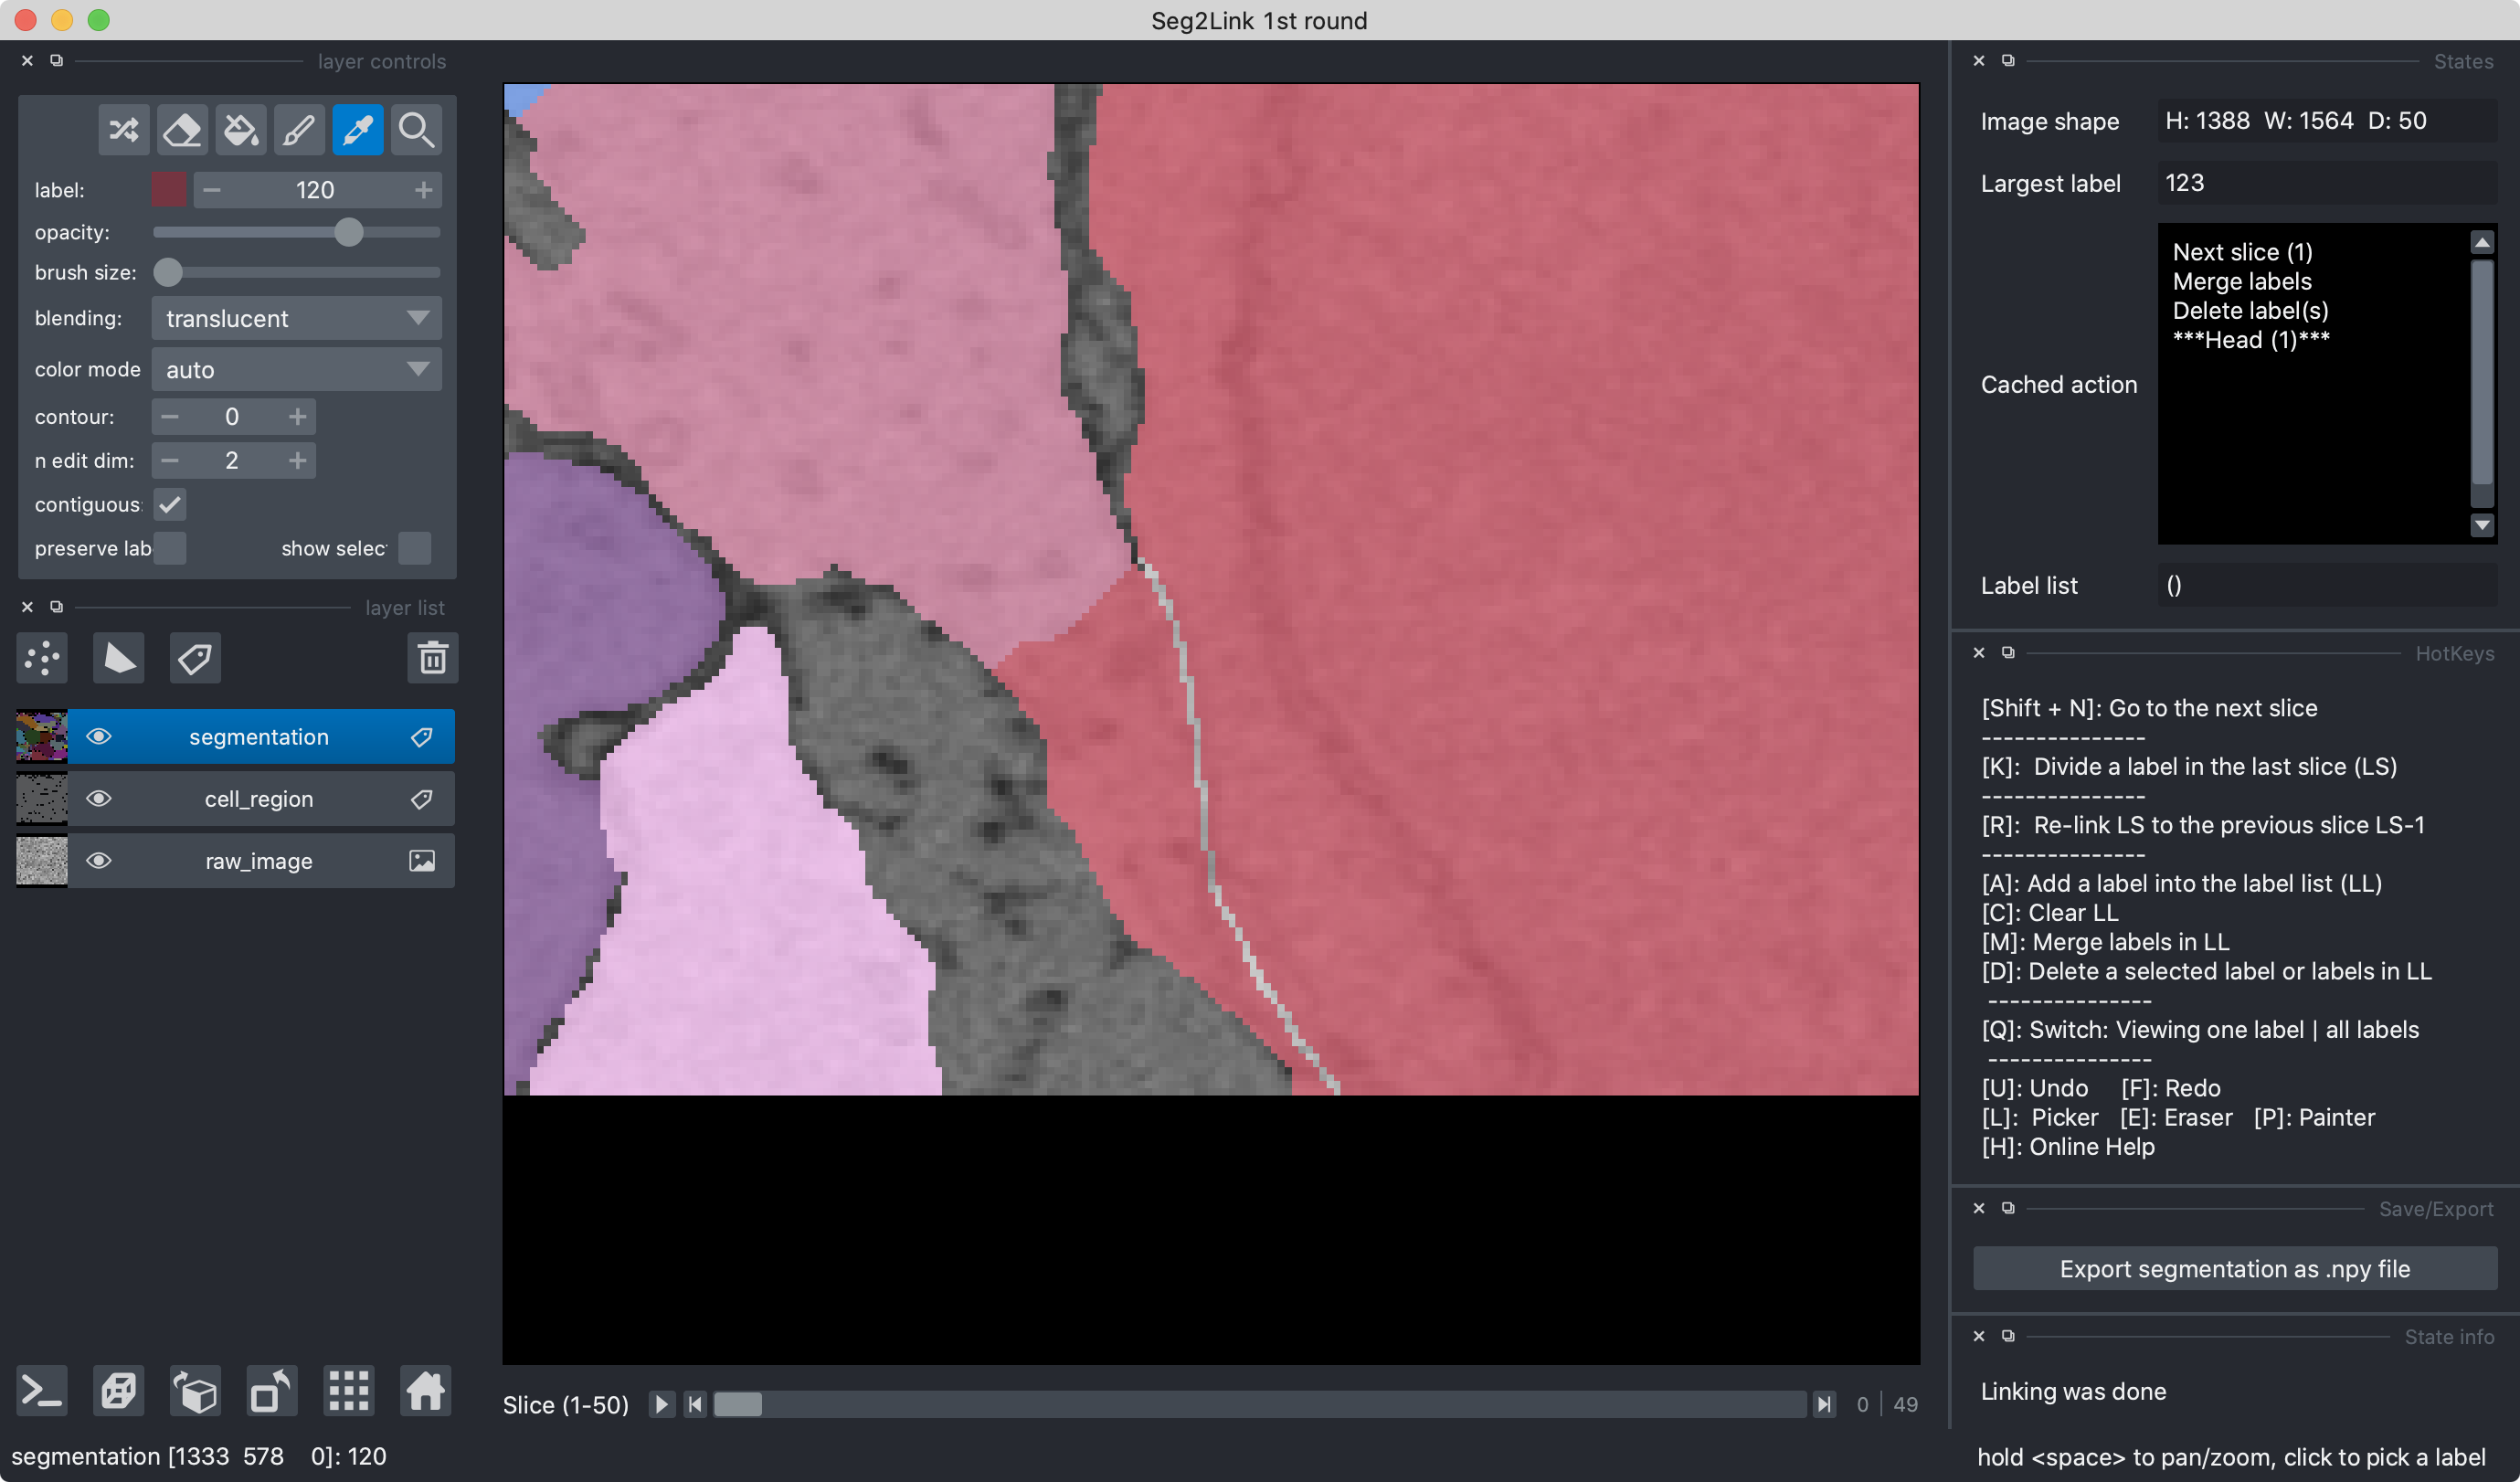 Seg2Link 1st round
layer controls
label:
120
opacity:
brush size:
blending:
translucent
color mode
auto
contour:
0
n edit dim:
2
contiguous:
preserve lab
show selec
layer list
segmentation
cell_region
raw_image
Slice (1-50)
0
49
segmentation [1333 578 0]: 120
States
Image shape
H: 1388 W: 1564 D: 50
Largest label
123
Cached action
Next slice (1)
Merge labels
Delete label(s)
***Head (1)***
Label list
()
HotKeys
[Shift + N]: Go to the next slice
---------------
[K]: Divide a label in the last slice (LS)
---------------
[R]: Re-link LS to the previous slice LS-1
---------------
[A]: Add a label into the label list (LL)
[C]: Clear LL
[M]: Merge labels in LL
[D]: Delete a selected label or labels in LL
---------------
[Q]: Switch: Viewing one label | all labels
---------------
[U]: Undo [F]: Redo
[L]: Picker [E]: Eraser [P]: Painter
[H]: Online Help
Save/Export
Export segmentation as .npy file
State info
Linking was done
hold <space> to pan/zoom, click to pick a label